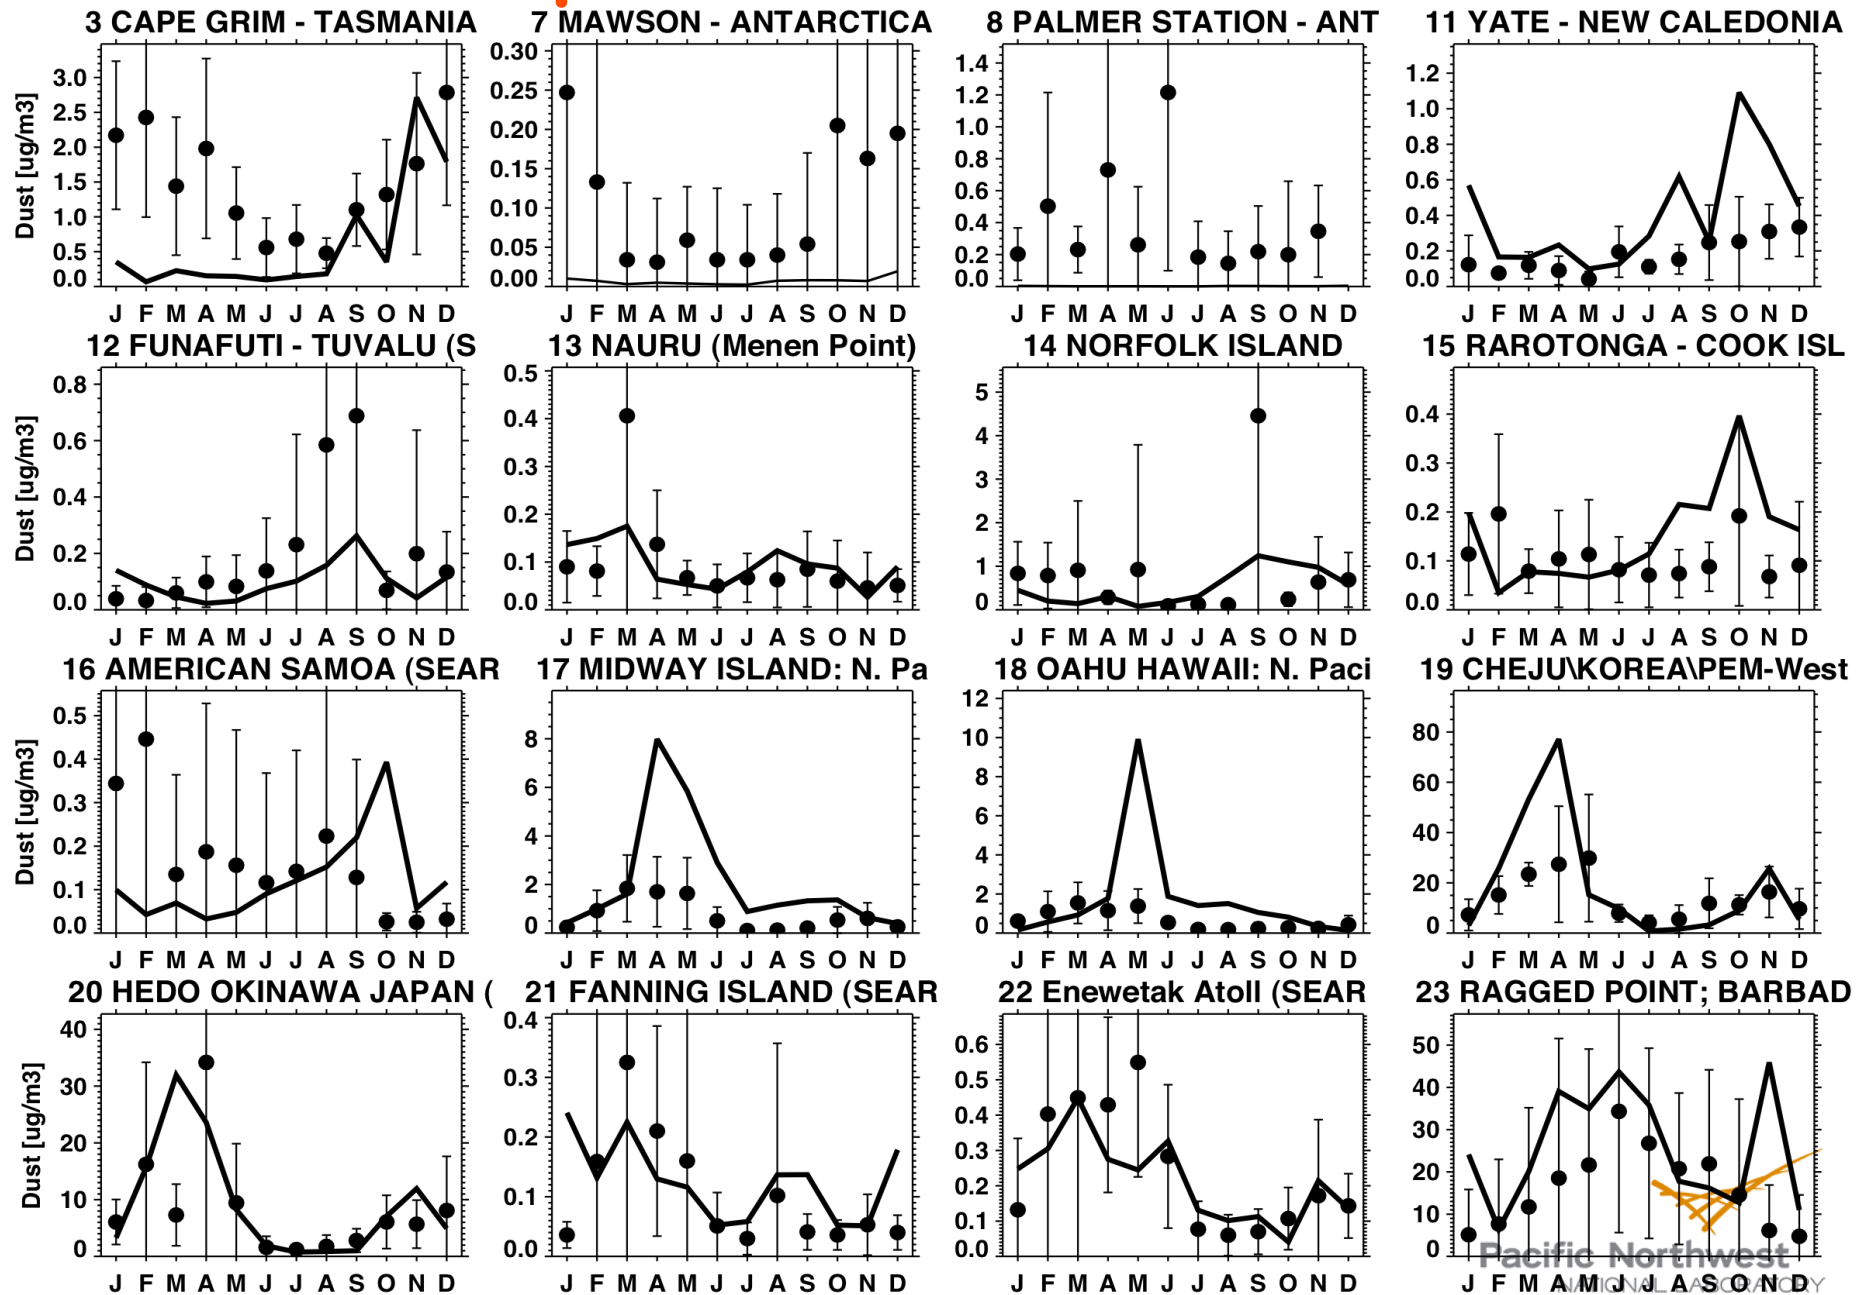 3 CAPE GRIM - TASMANIA 7 MAWSON - ANTARCTICA 8 PALMER STATION - ANT 11 YATE - NEW CALEDONIA
Dust [ug/m3]
3.0 2.5 2.0 1.5 1.0 0.5 0.0
0.30 0.25 0.20 0.15 0.10 0.05 0.00
1.4 1.2 1.0 0.8 0.6 0.4 0.2 0.0
1.2 1.0 0.8 0.6 0.4 0.2 0.0
J F M A M J J A S O N D J F M A M J J A S O N D J F M A M J J A S O N D J F M A M J J A S O N D
12 FUNAFUTI - TUVALU (S 13 NAURU (Menen Point) 14 NORFOLK ISLAND 15 RAROTONGA - COOK ISL
Dust [ug/m3]
0.8 0.6 0.4 0.2 0.0
0.5 0.4 0.3 0.2 0.1 0.0
5 4 3 2 1 0
0.4 0.3 0.2 0.1 0.0
J F M A M J J A S O N D J F M A M J J A S O N D J F M A M J J A S O N D J F M A M J J A S O N D
16 AMERICAN SAMOA (SEAR 17 MIDWAY ISLAND: N. Pa 18 OAHU HAWAII: N. Paci 19 CHEJU\KOREA\PEM-West
Dust [ug/m3]
0.5 0.4 0.3 0.2 0.1 0.0
8 6 4 2 0
12 10 8 6 4 2 0
80 60 40 20 0
J F M A M J J A S O N D J F M A M J J A S O N D J F M A M J J A S O N D J F M A M J J A S O N D
20 HEDO OKINAWA JAPAN ( 21 FANNING ISLAND (SEAR 22 Enewetak Atoll (SEAR 23 RAGGED POINT; BARBAD
Dust [ug/m3]
40 30 20 10 0
0.4 0.3 0.2 0.1 0.0
0.6 0.5 0.4 0.3 0.2 0.1 0.0
50 40 30 20 10 0
Pacific Northwest
NATIONAL LABORATORY
J F M A M J J A S O N D J F M A M J J A S O N D J F M A M J J A S O N D J F M A M J J A S O N D